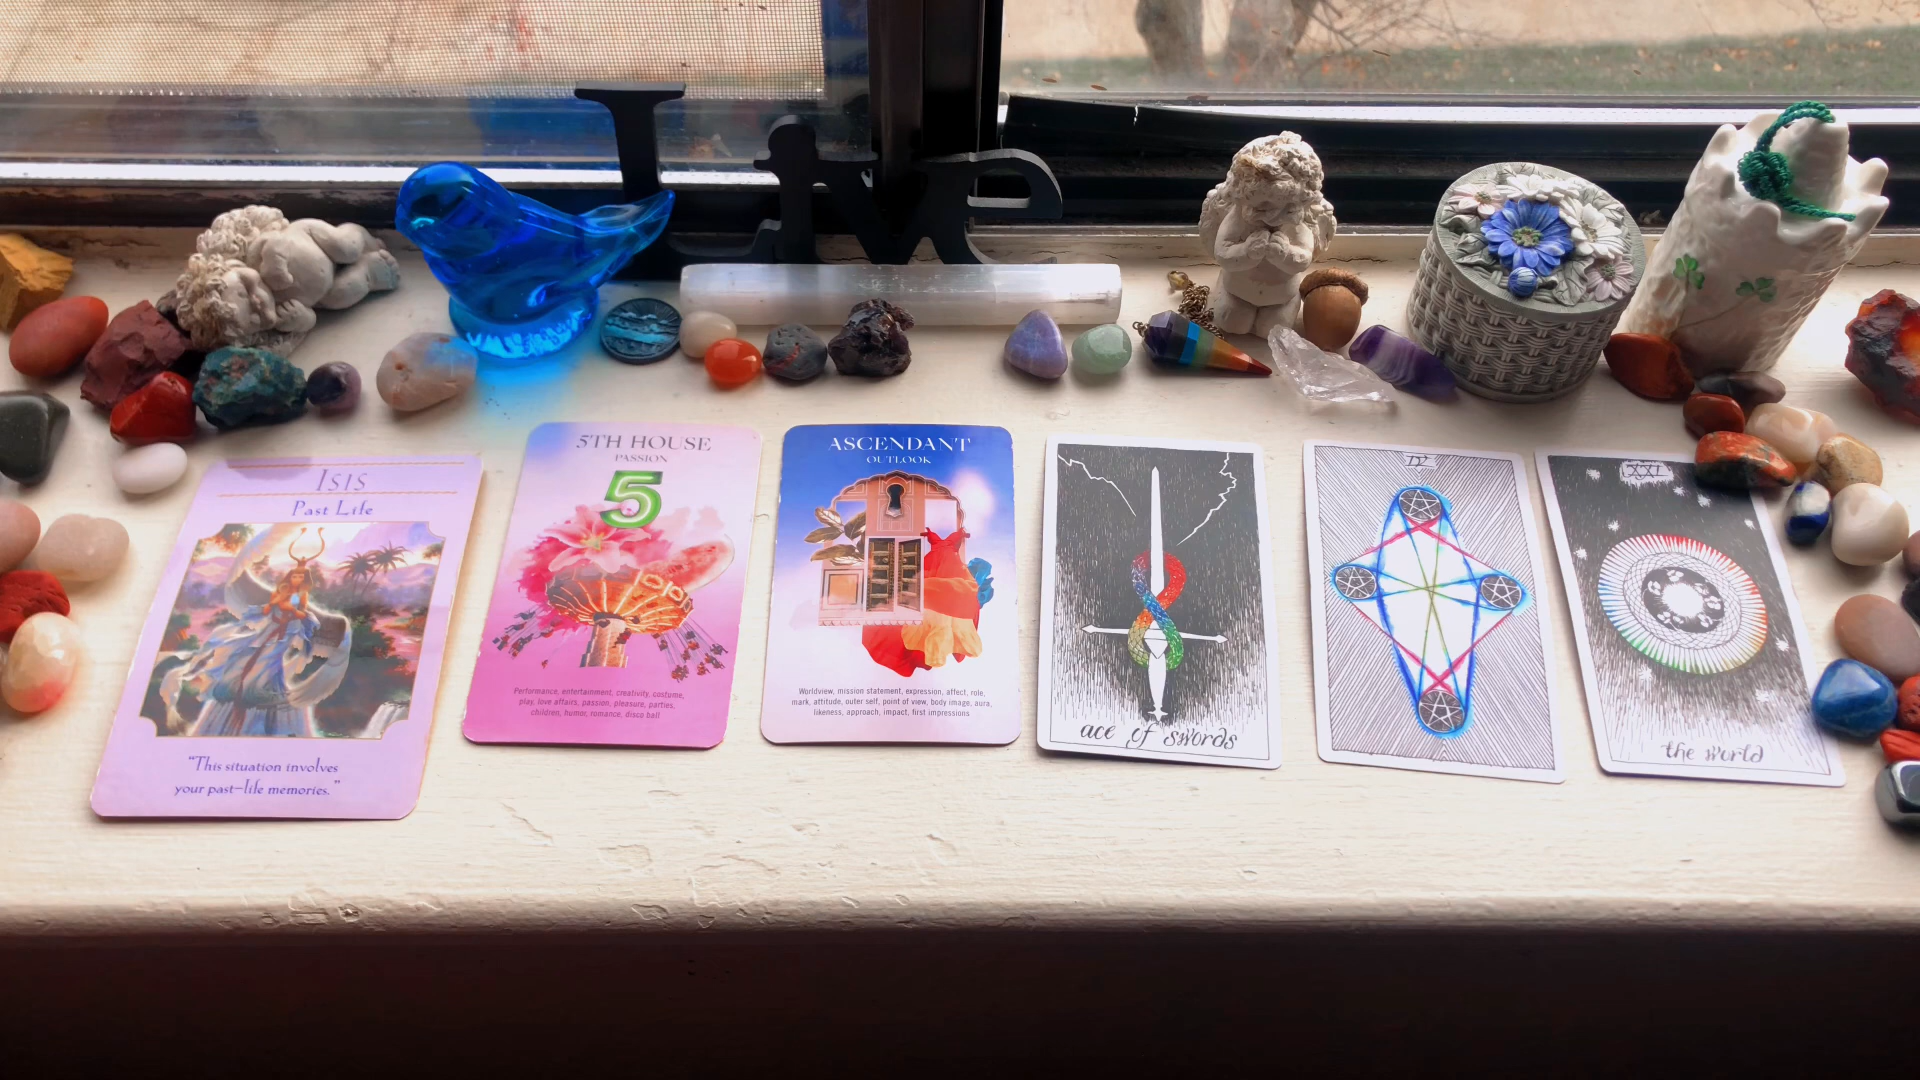 Live
ISIS
Past Life
"This situation involves
your past-life memories."
5TH HOUSE
PASSION
5
Performance, entertainment, creativity, costume,
play, love affairs, passion, pleasure, parties,
children, humor, romance, disco ball
ASCENDANT
OUTLOOK
Worldview, mission statement, expression, affect, role,
mark, attitude, outer self, point of view, body image, aura,
likeness, approach, impact, first impressions
ace of swords
IV
XXI
the world